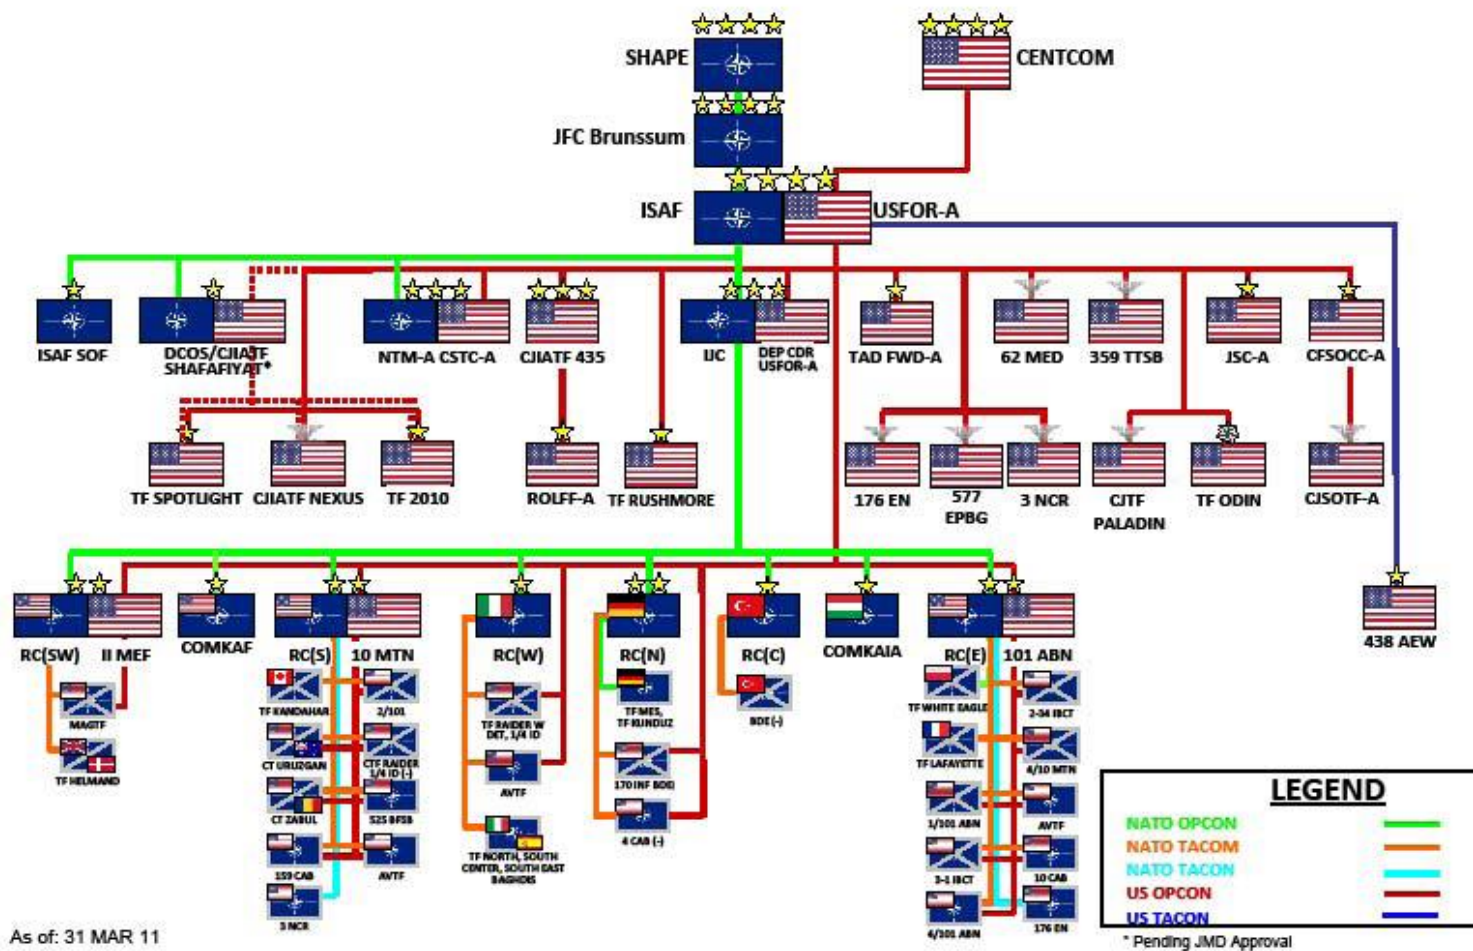 SHAPE
CENTCOM
JFC Brunssum
ISAF
USFOR-A
ISAF SOF
DCOS/CJIATF
SHAFAFIYAT*
NTM-A CSTC-A
CJIATF 435
IJC
DEP CDR
USFOR-A
TAD FWD-A
62 MED
359 TTSB
JSC-A
CFSOCC-A
TF SPOTLIGHT
CJIATF NEXUS
TF 2010
ROLFF-A
TF RUSHMORE
176 EN
577
EPBG
3 NCR
CJTF
PALADIN
TF ODIN
CJSOTF-A
438 AEW
RC(SW)
II MEF
COMKAF
RC(S)
10 MTN
RC(W)
RC(N)
RC(C)
COMKAIA
RC(E)
101 ABN
MAGTF
TF HELMAND
TF KANDAHAR
2/101
CT URUZGAN
CTF RAIDER
1/4 ID (-)
CT ZABUL
525 BFSB
159 CAB
AVTF
3 NCR
TF RAIDER W
DET, 1/4 ID
AVTF
TF NORTH, SOUTH
CENTER, SOUTH EAST
BAGHDIS
TF MES,
TF KUNDUZ
170 INF BDE)
4 CAB (-)
BDE (-)
TF WHITE EAGLE
2-34 IBCT
TF LAFAYETTE
4/10 MTN
1/101 ABN
AVTF
3-1 IBCT
10 CAB
4/101 ABN
176 EN
LEGEND
NATO OPCON
NATO TACOM
NATO TACON
US OPCON
US TACON
* Pending JMD Approval
As of: 31 MAR 11